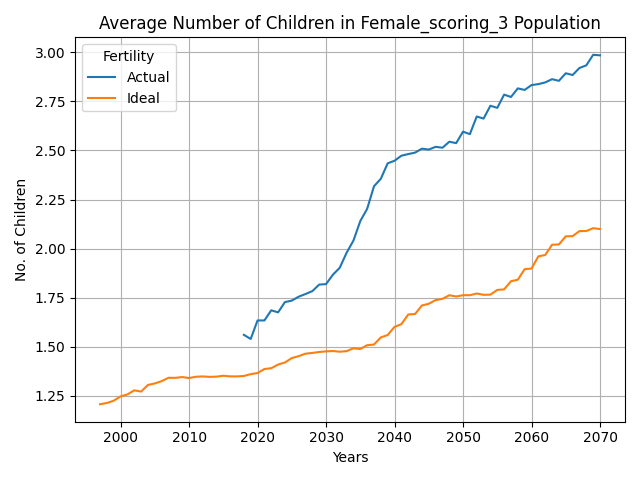 Average Number of Children in Female_scoring_3 Population
Fertility
Actual
Ideal
No. of Children
3.00
2.75
2.50
2.25
2.00
1.75
1.50
1.25
2000 2010 2020 2030 2040 2050 2060 2070
Years